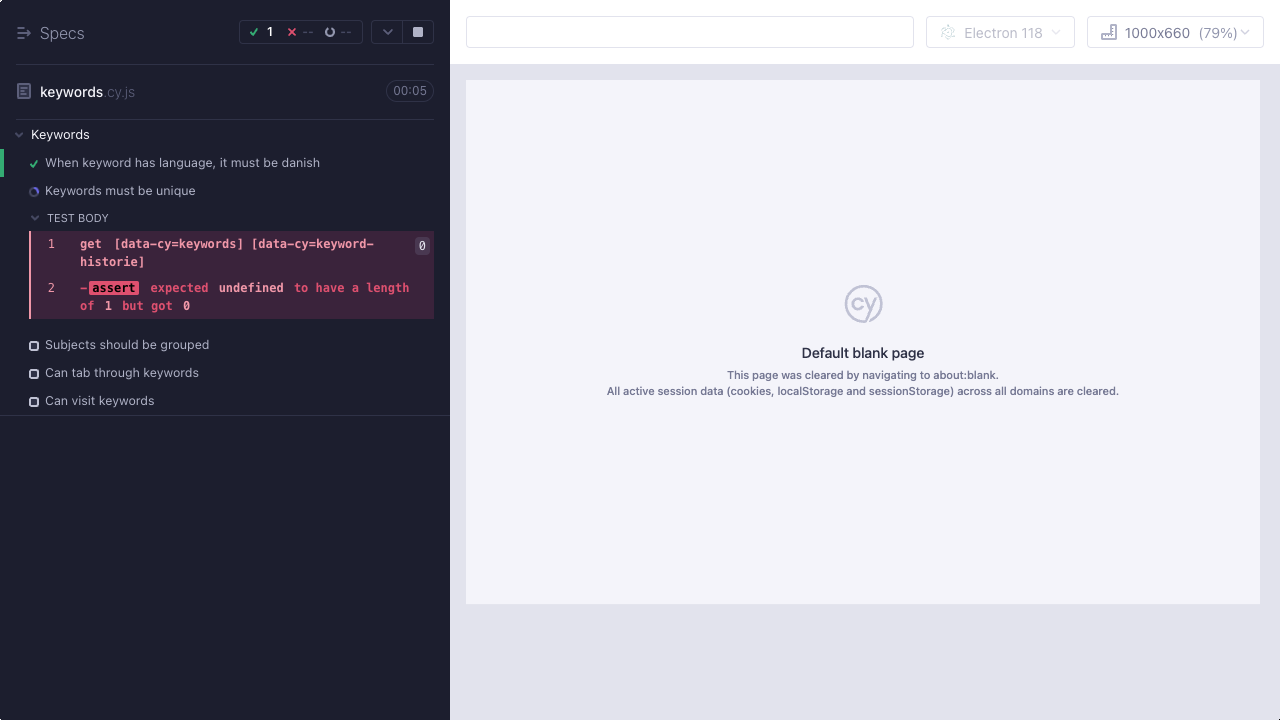 Specs
1 -- --
keywords.cy.js
00:05
Keywords
When keyword has language, it must be danish
Keywords must be unique
TEST BODY
1 get [data-cy=keywords] [data-cy=keyword-
historie]
0
2 -assert expected undefined to have a length
of 1 but got 0
Subjects should be grouped
Can tab through keywords
Can visit keywords
Electron 118
1000x660 (79%)
cy
Default blank page
This page was cleared by navigating to about:blank.
All active session data (cookies, localStorage and sessionStorage) across all domains are cleared.